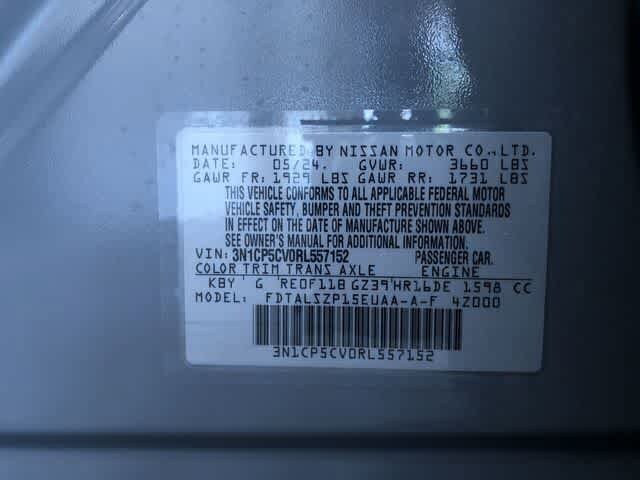 MANUFACTURED BY NISSAN MOTOR CO.,LTD.
DATE: 05/24. GVWR: 3660 LBS
GAWR FR: 1929 LBS GAWR RR: 1731 LBS
THIS VEHICLE CONFORMS TO ALL APPLICABLE FEDERAL MOTOR
VEHICLE SAFETY, BUMPER AND THEFT PREVENTION STANDARDS
IN EFFECT ON THE DATE OF MANUFACTURE SHOWN ABOVE.
SEE OWNER'S MANUAL FOR ADDITIONAL INFORMATION.
VIN: 3N1CP5CV0RL557152 PASSENGER CAR.
COLOR TRIM TRANS AXLE ENGINE
KBY G RE0F11B GZ39 HR16DE 1598 CC
MODEL: FDTALSZP15EUAA-A-F 4Z000
3N1CP5CV0RL557152